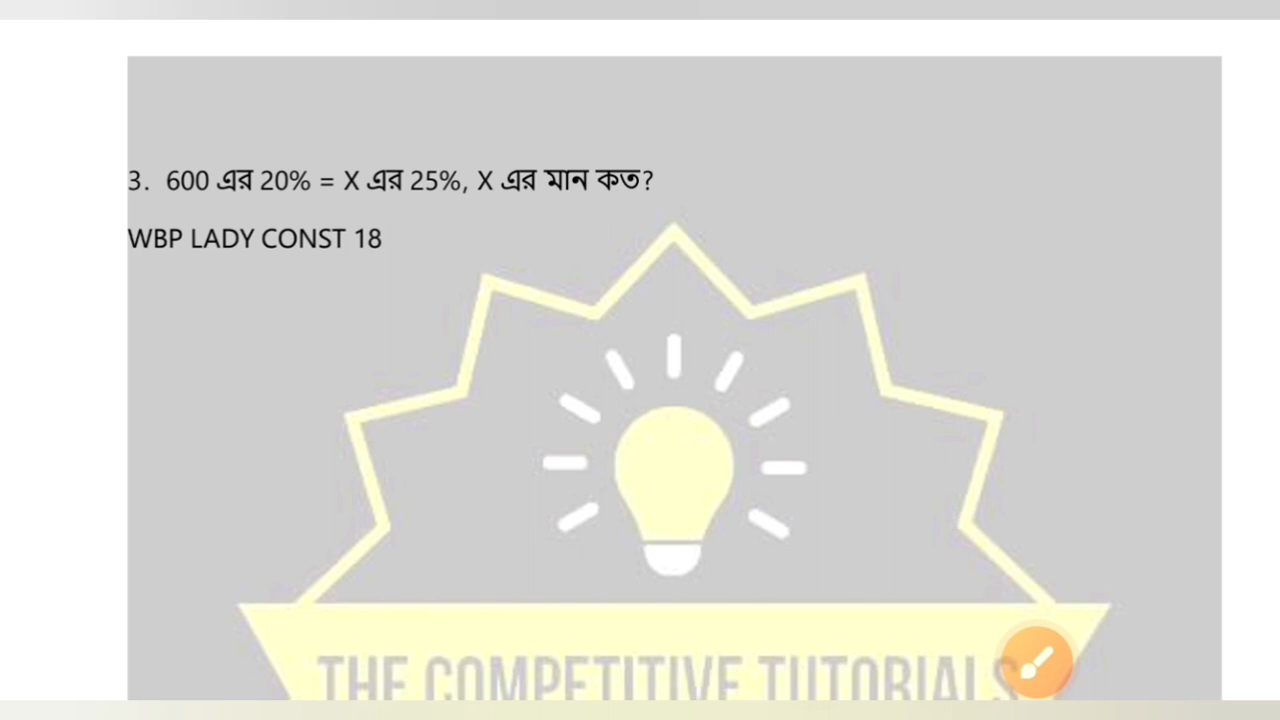 3. 600 এর 20% = X এর 25%, X এর মান কত?
WBP LADY CONST 18
THE COMPETITIVE TUTORIALS